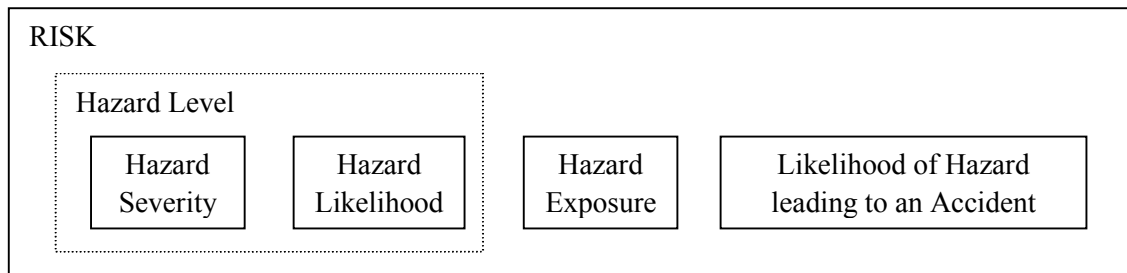 RISK
Hazard Level
Hazard
Severity
Hazard
Likelihood
Hazard
Exposure
Likelihood of Hazard
leading to an Accident